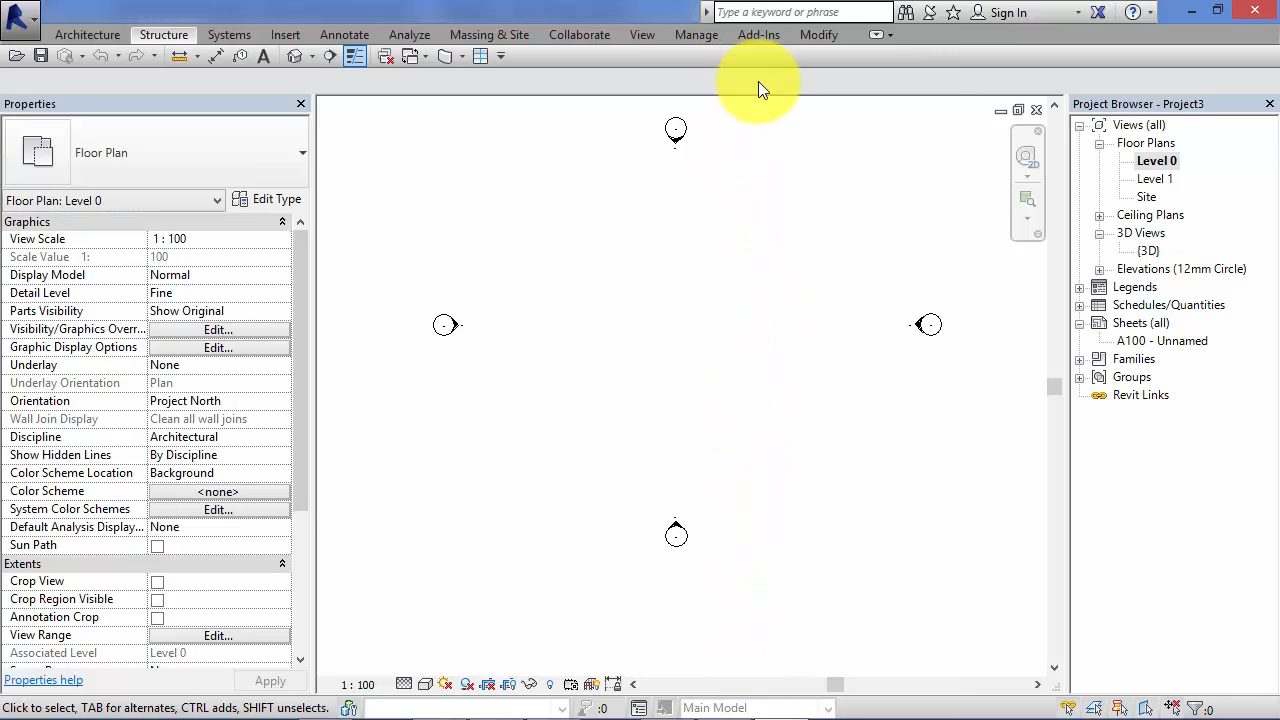 Type a keyword or phrase
Sign In
Architecture Structure Systems Insert Annotate Analyze Massing & Site Collaborate View Manage Add-Ins Modify
Properties
Floor Plan
Floor Plan: Level 0
Edit Type
Graphics
View Scale 1 : 100
Scale Value 1: 100
Display Model Normal
Detail Level Fine
Parts Visibility Show Original
Visibility/Graphics Overr... Edit...
Graphic Display Options Edit...
Underlay None
Underlay Orientation Plan
Orientation Project North
Wall Join Display Clean all wall joins
Discipline Architectural
Show Hidden Lines By Discipline
Color Scheme Location Background
Color Scheme <none>
System Color Schemes Edit...
Default Analysis Display... None
Sun Path
Extents
Crop View
Crop Region Visible
Annotation Crop
View Range Edit...
Associated Level Level 0
Properties help
Apply
2D
1 : 100
Project Browser - Project3
Views (all)
Floor Plans
Level 0
Level 1
Site
Ceiling Plans
3D Views
{3D}
Elevations (12mm Circle)
Legends
Schedules/Quantities
Sheets (all)
A100 - Unnamed
Families
Groups
Revit Links
Click to select, TAB for alternates, CTRL adds, SHIFT unselects.
:0
Main Model
:0